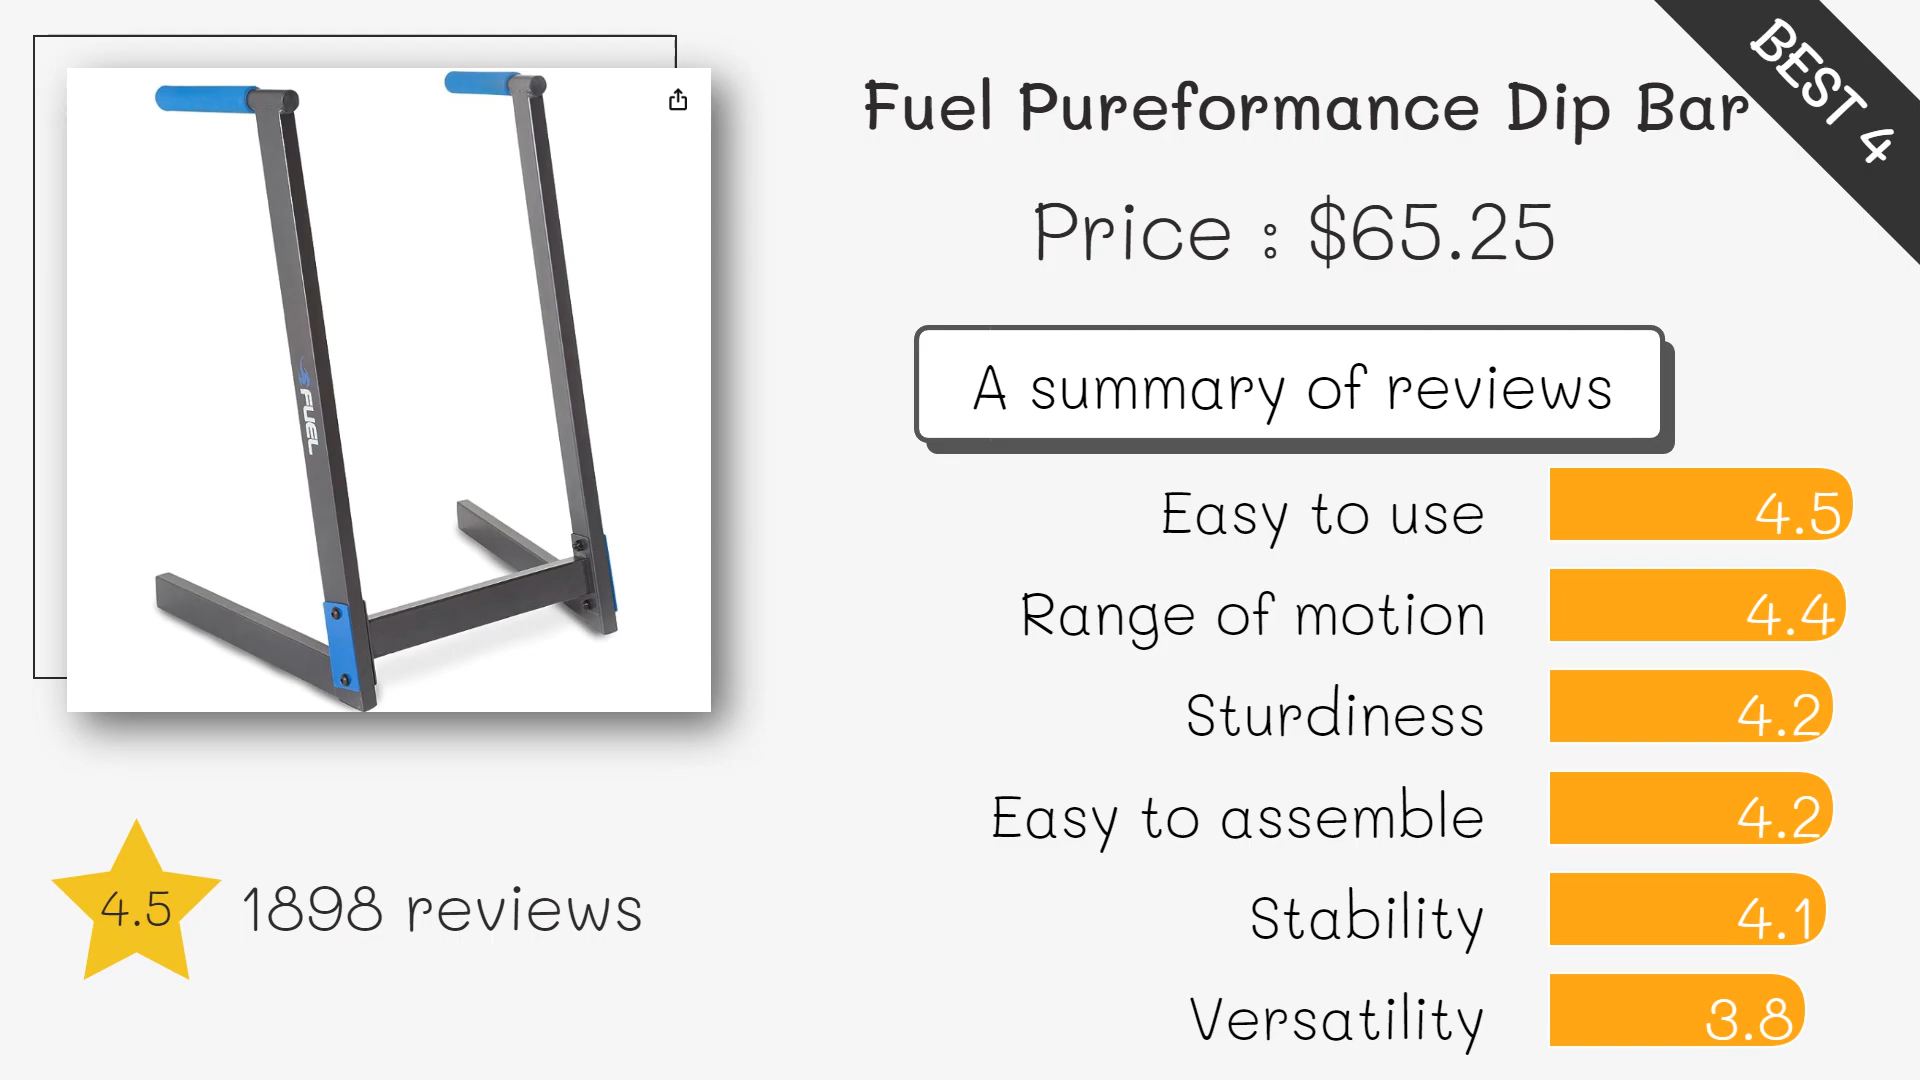 BEST 4
Fuel Pureformance Dip Bar
Price : $65.25
FUEL
A summary of reviews
Easy to use 4.5
Range of motion 4.4
Sturdiness 4.2
Easy to assemble 4.2
Stability 4.1
Versatility 3.8
4.5 1898 reviews